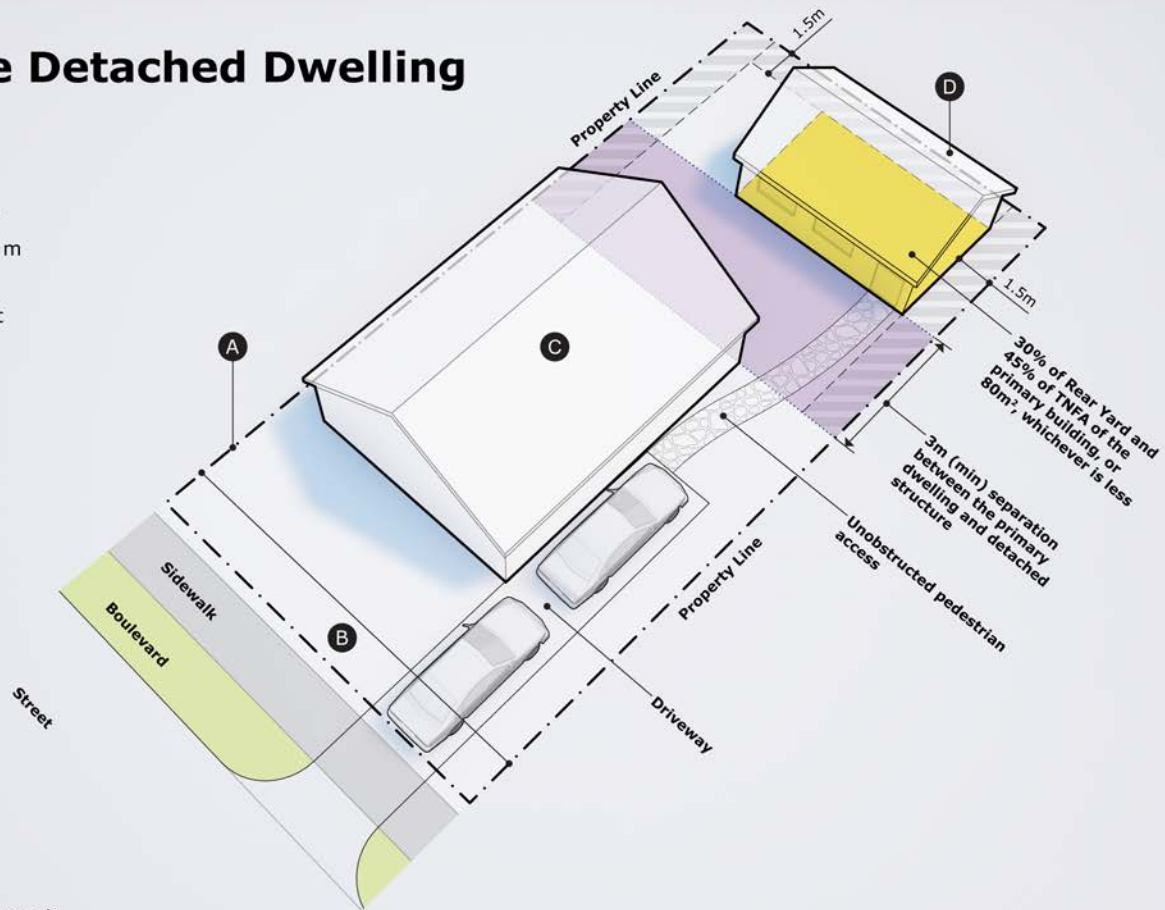 e Detached Dwelling
1.5m
D
Property Line
m
A
C
1.5m
30% of Rear Yard and
45% of TNFA of the
primary building, or
80m², whichever is less
3m (min) separation
between the primary
dwelling and detached
structure
Unobstructed pedestrian
access
Property Line
Sidewalk
Boulevard
B
Street
Driveway